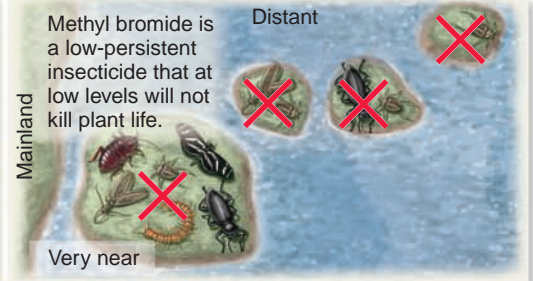 Methyl bromide is
a low-persistent
insecticide that at
low levels will not
kill plant life.
Distant
Mainland
Very near